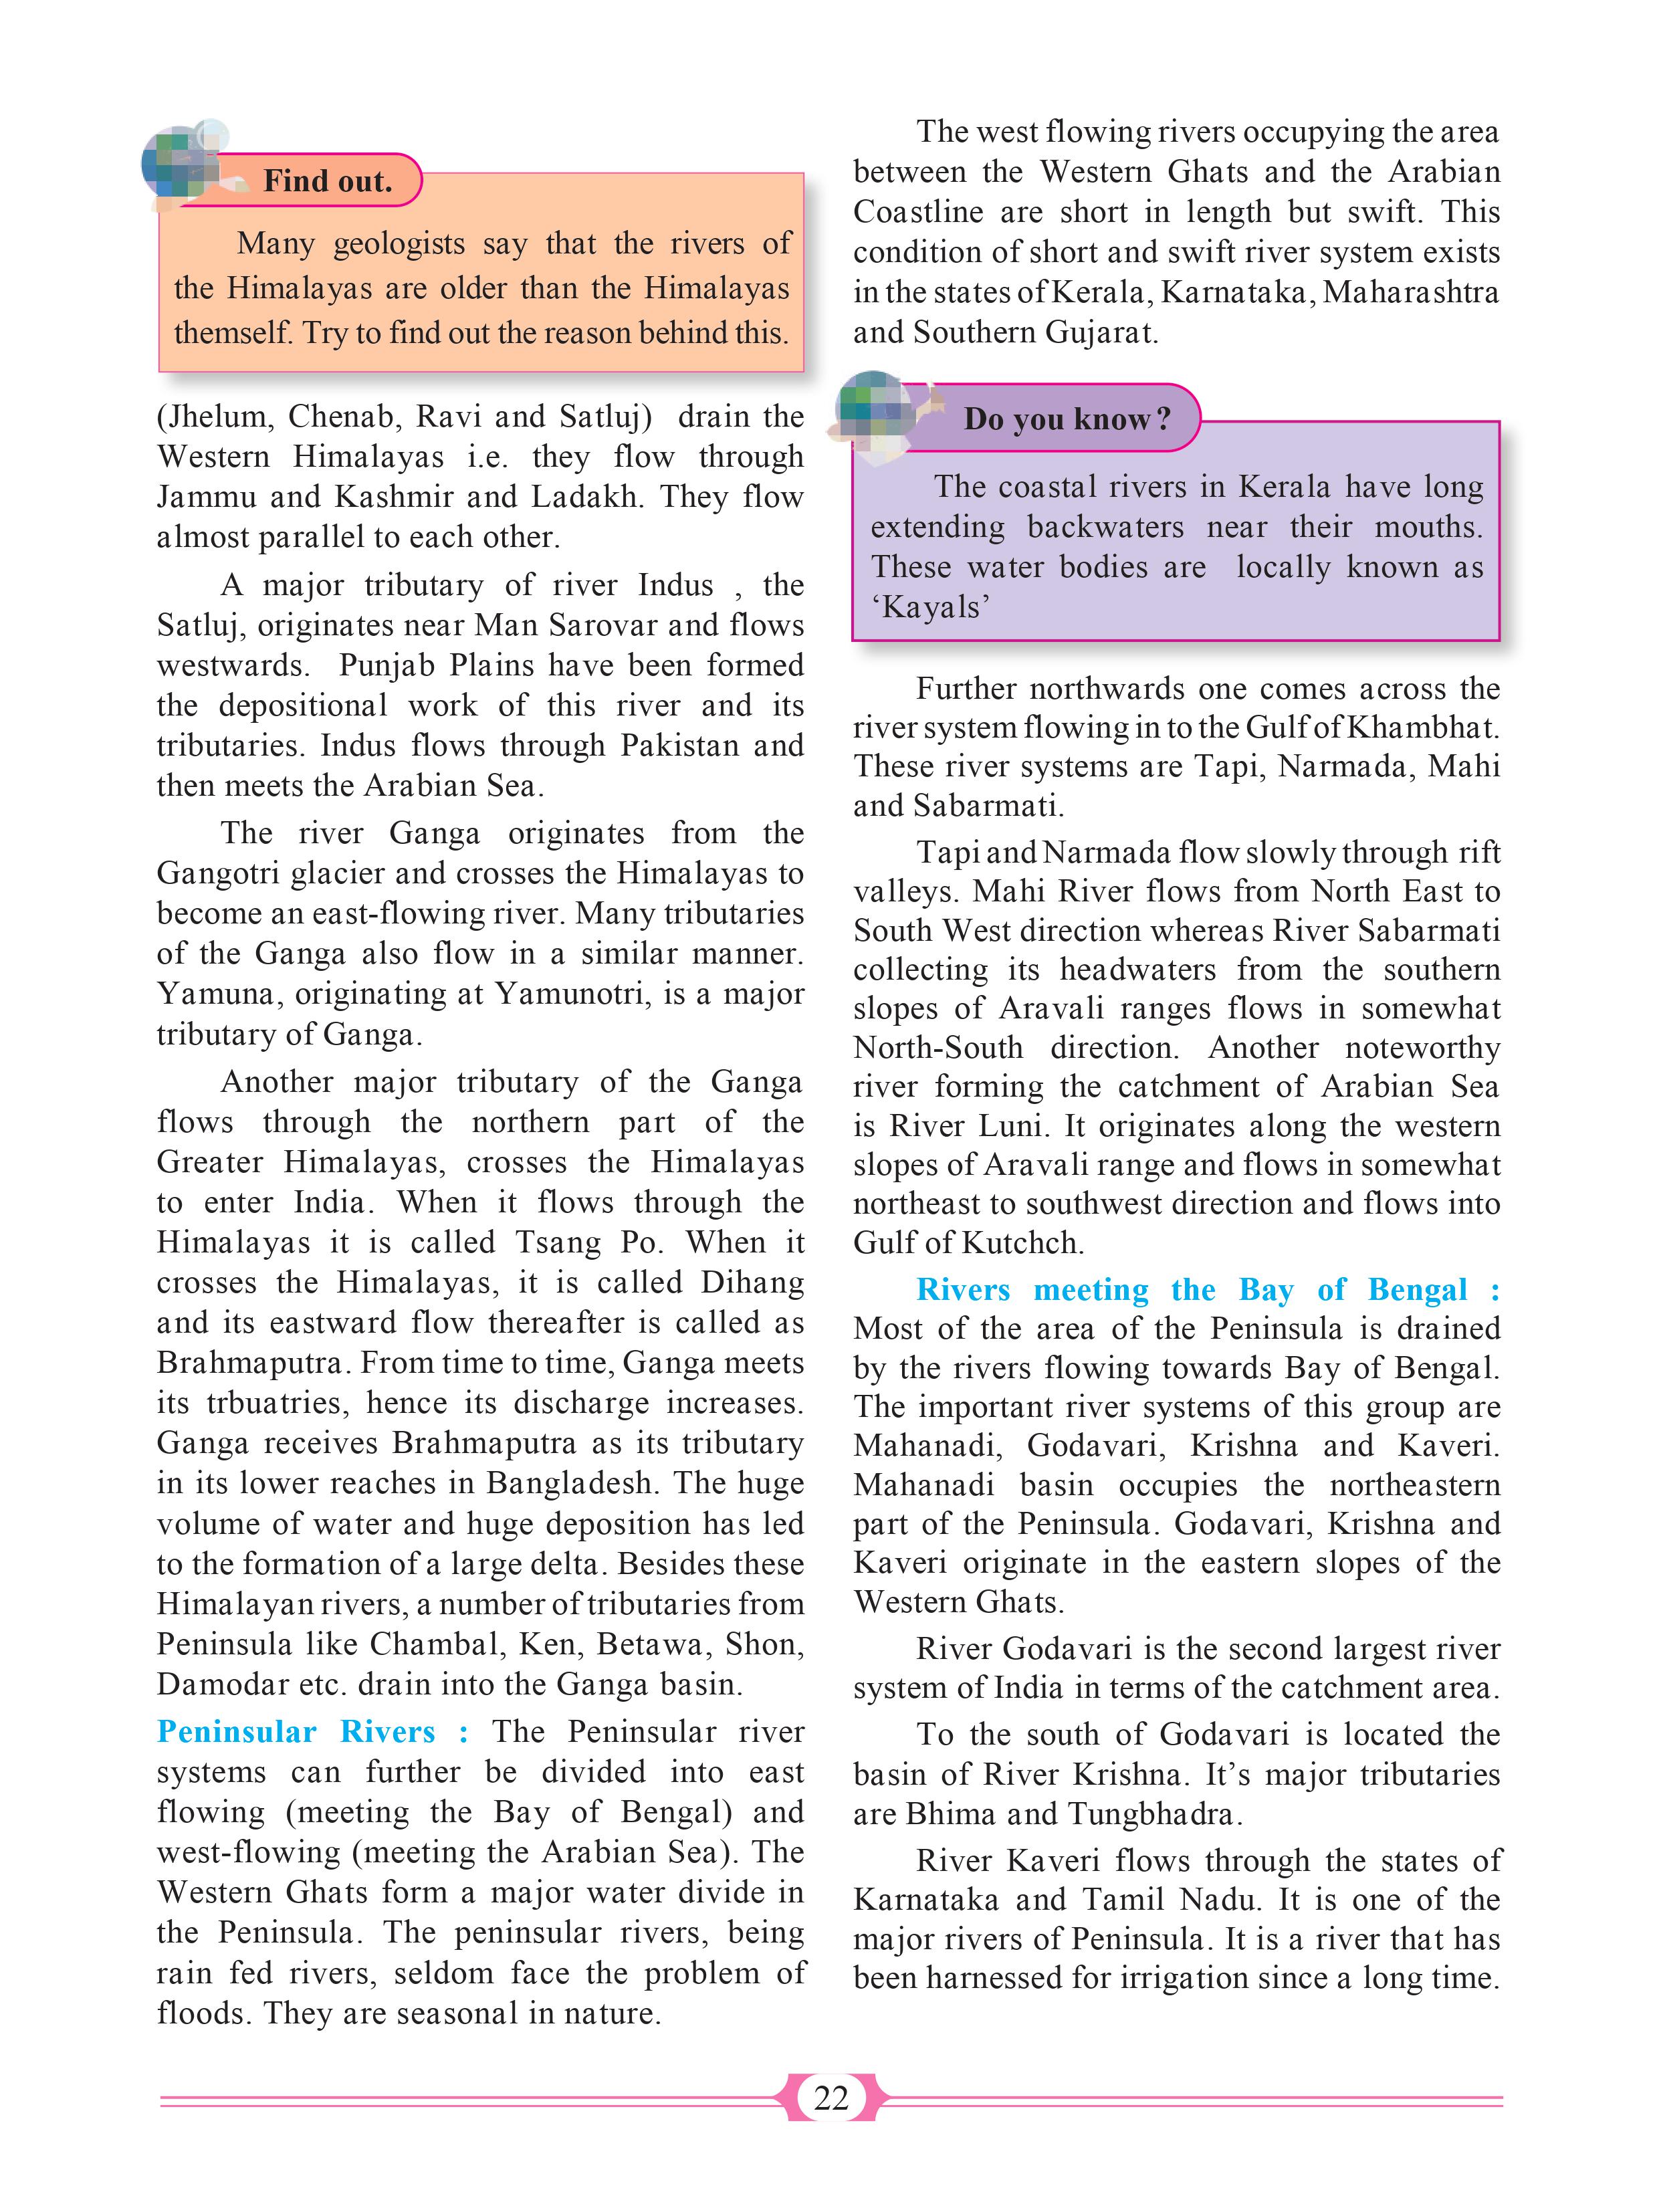 Find out.
Many geologists say that the rivers of
the Himalayas are older than the Himalayas
themself. Try to find out the reason behind this.
(Jhelum, Chenab, Ravi and Satluj) drain the
Western Himalayas i.e. they flow through
Jammu and Kashmir and Ladakh. They flow
almost parallel to each other.
A major tributary of river Indus , the
Satluj, originates near Man Sarovar and flows
westwards. Punjab Plains have been formed
the depositional work of this river and its
tributaries. Indus flows through Pakistan and
then meets the Arabian Sea.
The river Ganga originates from the
Gangotri glacier and crosses the Himalayas to
become an east-flowing river. Many tributaries
of the Ganga also flow in a similar manner.
Yamuna, originating at Yamunotri, is a major
tributary of Ganga.
Another major tributary of the Ganga
flows through the northern part of the
Greater Himalayas, crosses the Himalayas
to enter India. When it flows through the
Himalayas it is called Tsang Po. When it
crosses the Himalayas, it is called Dihang
and its eastward flow thereafter is called as
Brahmaputra. From time to time, Ganga meets
its trbuatries, hence its discharge increases.
Ganga receives Brahmaputra as its tributary
in its lower reaches in Bangladesh. The huge
volume of water and huge deposition has led
to the formation of a large delta. Besides these
Himalayan rivers, a number of tributaries from
Peninsula like Chambal, Ken, Betawa, Shon,
Damodar etc. drain into the Ganga basin.
Peninsular Rivers : The Peninsular river
systems can further be divided into east
flowing (meeting the Bay of Bengal) and
west-flowing (meeting the Arabian Sea). The
Western Ghats form a major water divide in
the Peninsula. The peninsular rivers, being
rain fed rivers, seldom face the problem of
floods. They are seasonal in nature.
The west flowing rivers occupying the area
between the Western Ghats and the Arabian
Coastline are short in length but swift. This
condition of short and swift river system exists
in the states of Kerala, Karnataka, Maharashtra
and Southern Gujarat.
Do you know?
The coastal rivers in Kerala have long
extending backwaters near their mouths.
These water bodies are locally known as
‘Kayals’
Further northwards one comes across the
river system flowing in to the Gulf of Khambhat.
These river systems are Tapi, Narmada, Mahi
and Sabarmati.
Tapi and Narmada flow slowly through rift
valleys. Mahi River flows from North East to
South West direction whereas River Sabarmati
collecting its headwaters from the southern
slopes of Aravali ranges flows in somewhat
North-South direction. Another noteworthy
river forming the catchment of Arabian Sea
is River Luni. It originates along the western
slopes of Aravali range and flows in somewhat
northeast to southwest direction and flows into
Gulf of Kutchch.
Rivers meeting the Bay of Bengal :
Most of the area of the Peninsula is drained
by the rivers flowing towards Bay of Bengal.
The important river systems of this group are
Mahanadi, Godavari, Krishna and Kaveri.
Mahanadi basin occupies the northeastern
part of the Peninsula. Godavari, Krishna and
Kaveri originate in the eastern slopes of the
Western Ghats.
River Godavari is the second largest river
system of India in terms of the catchment area.
To the south of Godavari is located the
basin of River Krishna. It’s major tributaries
are Bhima and Tungbhadra.
River Kaveri flows through the states of
Karnataka and Tamil Nadu. It is one of the
major rivers of Peninsula. It is a river that has
been harnessed for irrigation since a long time.
22